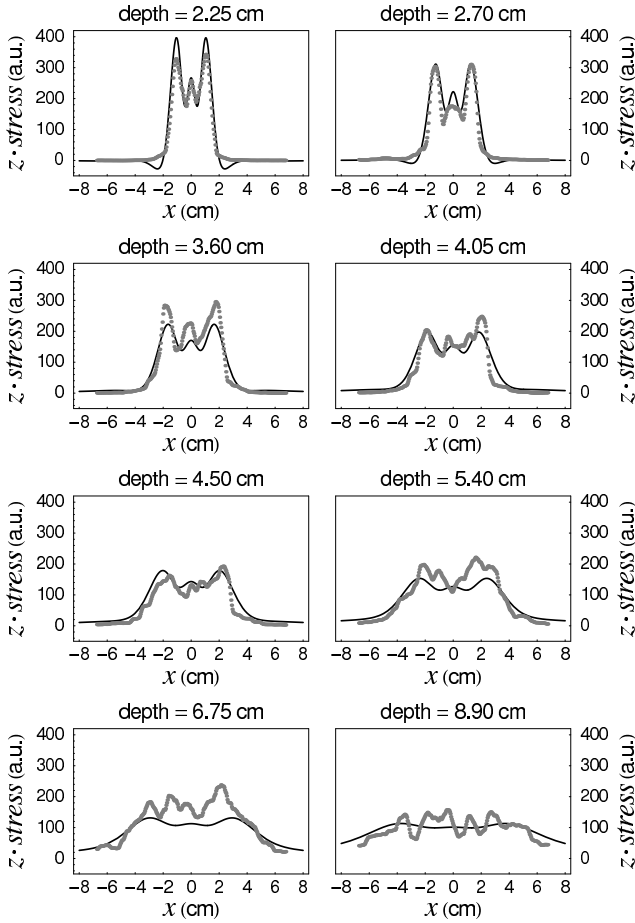 depth = 2.25 cm
depth = 2.70 cm
400
300
200
100
0
z · stress (a.u.)
400
300
200
100
0
z · stress (a.u.)
−8 −6 −4 −2 0 2 4 6 8
−8 −6 −4 −2 0 2 4 6 8
x (cm)
x (cm)
depth = 3.60 cm
depth = 4.05 cm
400
300
200
100
0
z · stress (a.u.)
400
300
200
100
0
z · stress (a.u.)
−8 −6 −4 −2 0 2 4 6 8
−8 −6 −4 −2 0 2 4 6 8
x (cm)
x (cm)
depth = 4.50 cm
depth = 5.40 cm
400
300
200
100
0
z · stress (a.u.)
400
300
200
100
0
z · stress (a.u.)
−8 −6 −4 −2 0 2 4 6 8
−8 −6 −4 −2 0 2 4 6 8
x (cm)
x (cm)
depth = 6.75 cm
depth = 8.90 cm
400
300
200
100
0
z · stress (a.u.)
400
300
200
100
0
z · stress (a.u.)
−8 −6 −4 −2 0 2 4 6 8
−8 −6 −4 −2 0 2 4 6 8
x (cm)
x (cm)